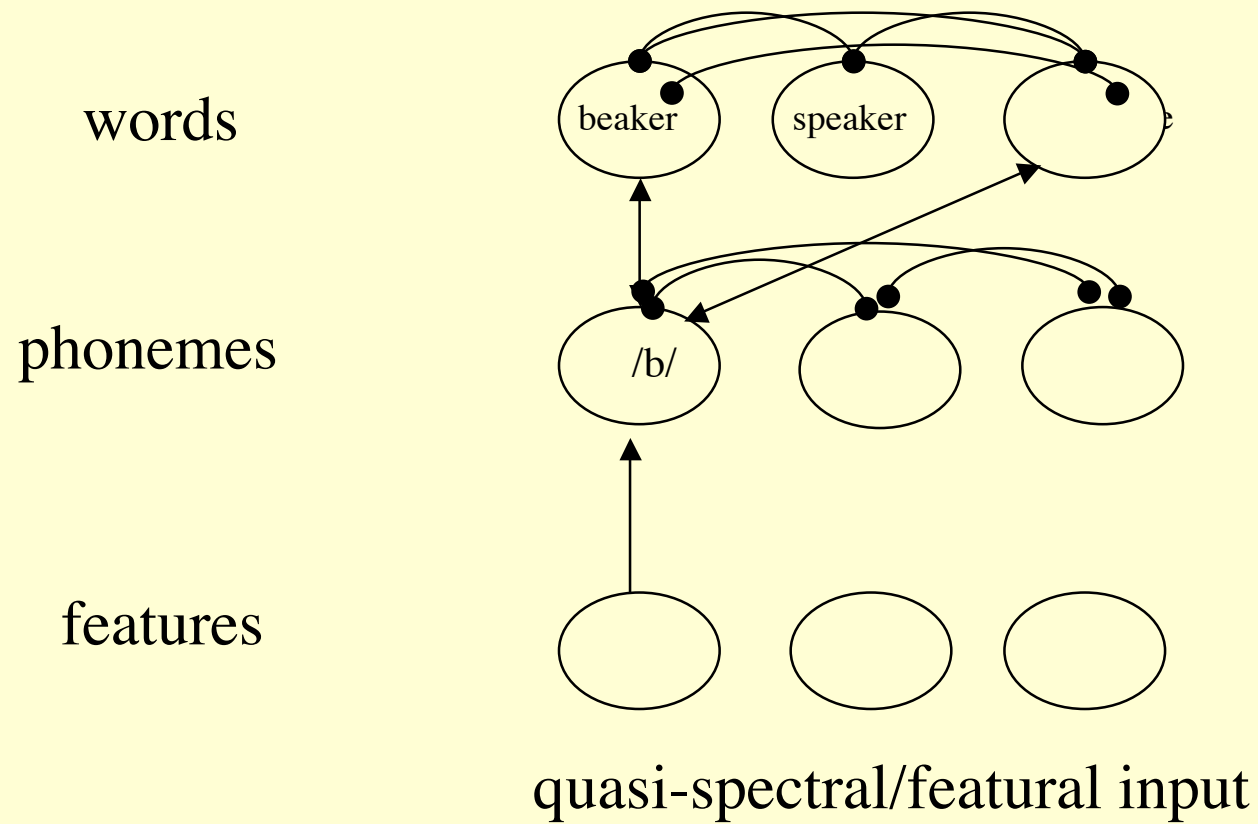 words
beaker speaker
phonemes
/b/
features
quasi-spectral/featural input